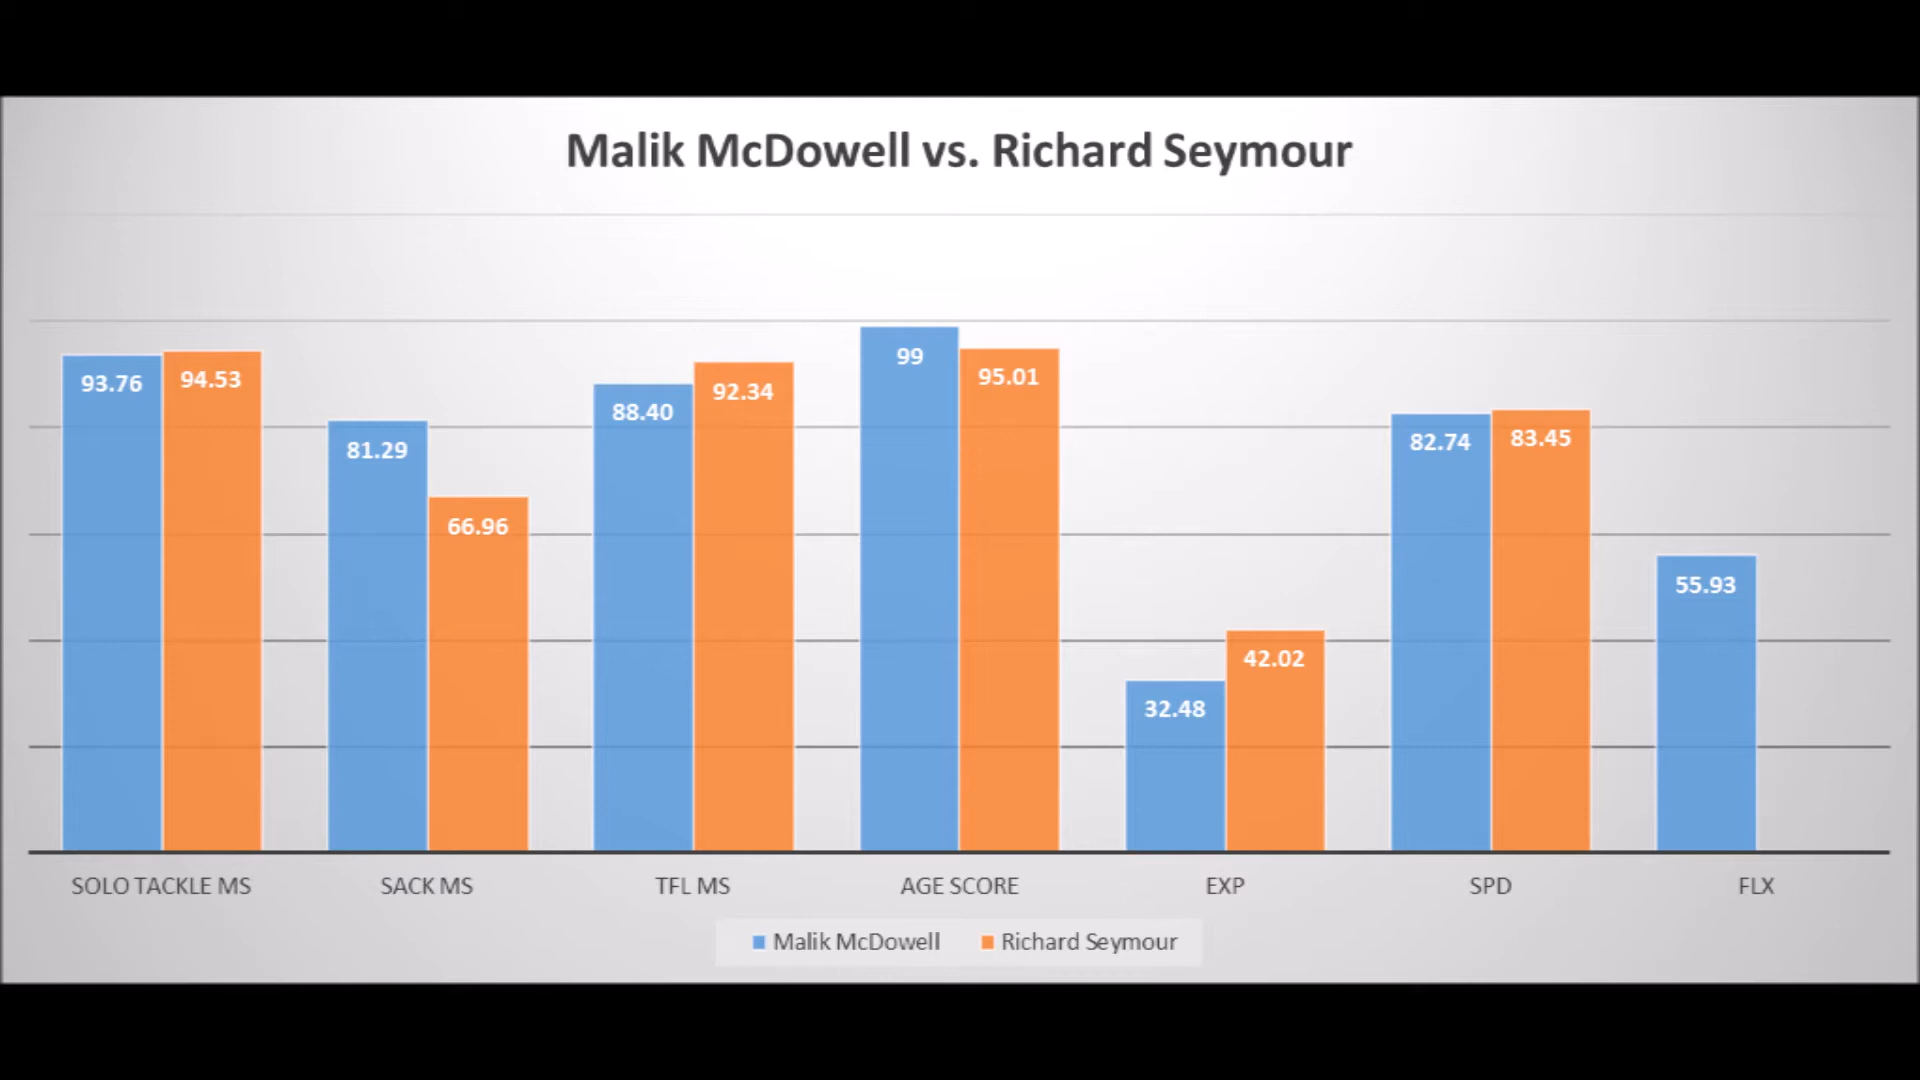 Malik McDowell vs. Richard Seymour
93.76
94.53
81.29
66.96
88.40
92.34
99
95.01
32.48
42.02
82.74
83.45
55.93
SOLO TACKLE MS
SACK MS
TFL MS
AGE SCORE
EXP
SPD
FLX
Malik McDowell
Richard Seymour